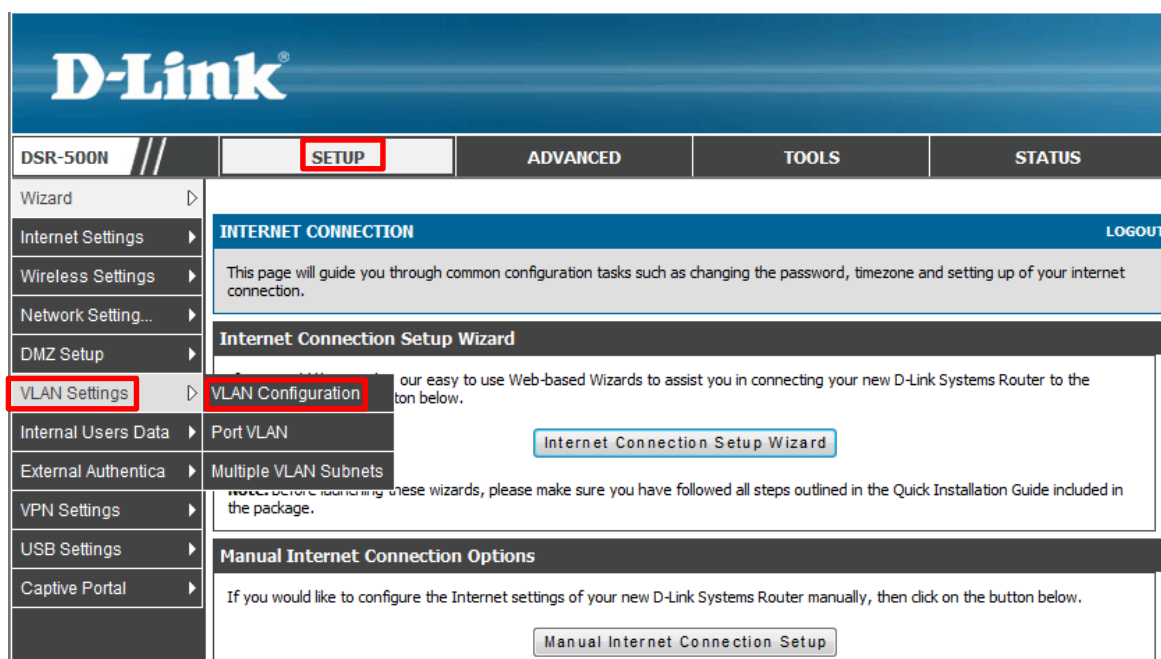 D-Link®
DSR-500N
SETUP
ADVANCED
TOOLS
STATUS
Wizard
Internet Settings
Wireless Settings
Network Setting...
DMZ Setup
VLAN Settings
Internal Users Data
External Authentica
VPN Settings
USB Settings
Captive Portal
VLAN Configuration
Port VLAN
Multiple VLAN Subnets
INTERNET CONNECTION
LOGOUT
This page will guide you through common configuration tasks such as changing the password, timezone and setting up of your internet
connection.
Internet Connection Setup Wizard
our easy to use Web-based Wizards to assist you in connecting your new D-Link Systems Router to the
ton below.
Internet Connection Setup Wizard
Note: Before launching these wizards, please make sure you have followed all steps outlined in the Quick Installation Guide included in
the package.
Manual Internet Connection Options
If you would like to configure the Internet settings of your new D-Link Systems Router manually, then click on the button below.
Manual Internet Connection Setup